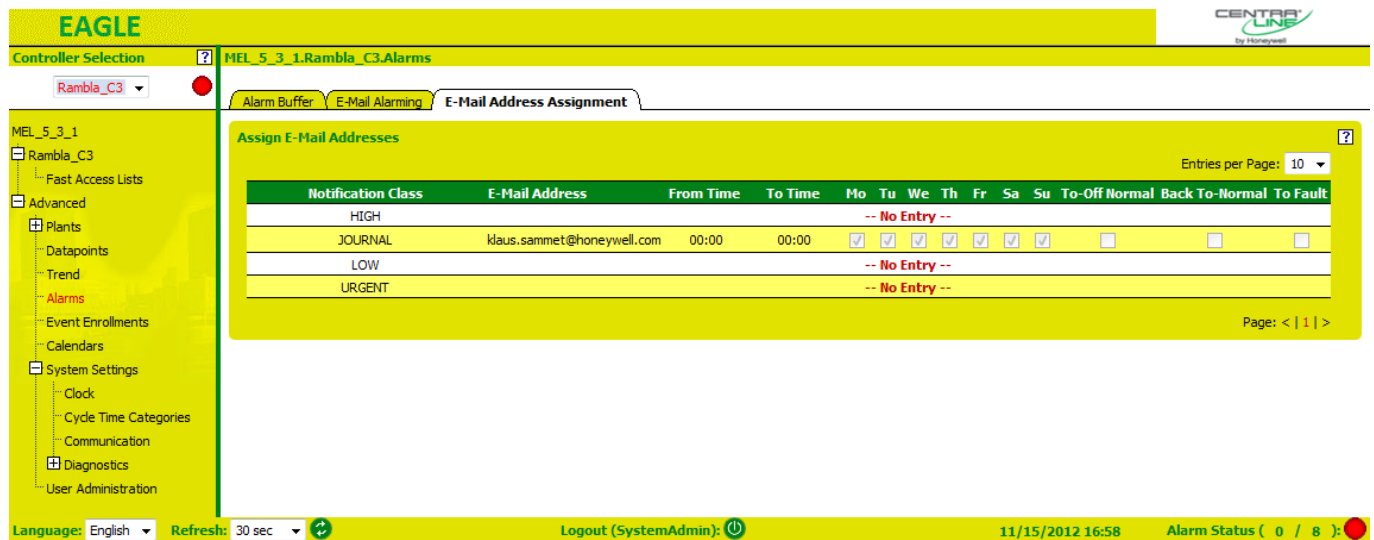 EAGLE
CENTRA
LINE
by Honeywell
Controller Selection ?
MEL_5_3_1.Rambla_C3.Alarms
Rambla_C3
Alarm Buffer E-Mail Alarming E-Mail Address Assignment
MEL_5_3_1
Rambla_C3
Fast Access Lists
Advanced
Plants
Datapoints
Trend
Alarms
Event Enrollments
Calendars
System Settings
Clock
Cycle Time Categories
Communication
Diagnostics
User Administration
Assign E-Mail Addresses ?
Entries per Page: 10
Notification Class E-Mail Address From Time To Time Mo Tu We Th Fr Sa Su To-Off Normal Back To-Normal To Fault
HIGH -- No Entry --
JOURNAL klaus.sammet@honeywell.com 00:00 00:00
LOW -- No Entry --
URGENT -- No Entry --
Page: < | 1 | >
Language: English Refresh: 30 sec Logout (SystemAdmin): 11/15/2012 16:58 Alarm Status ( 0 / 8 ):